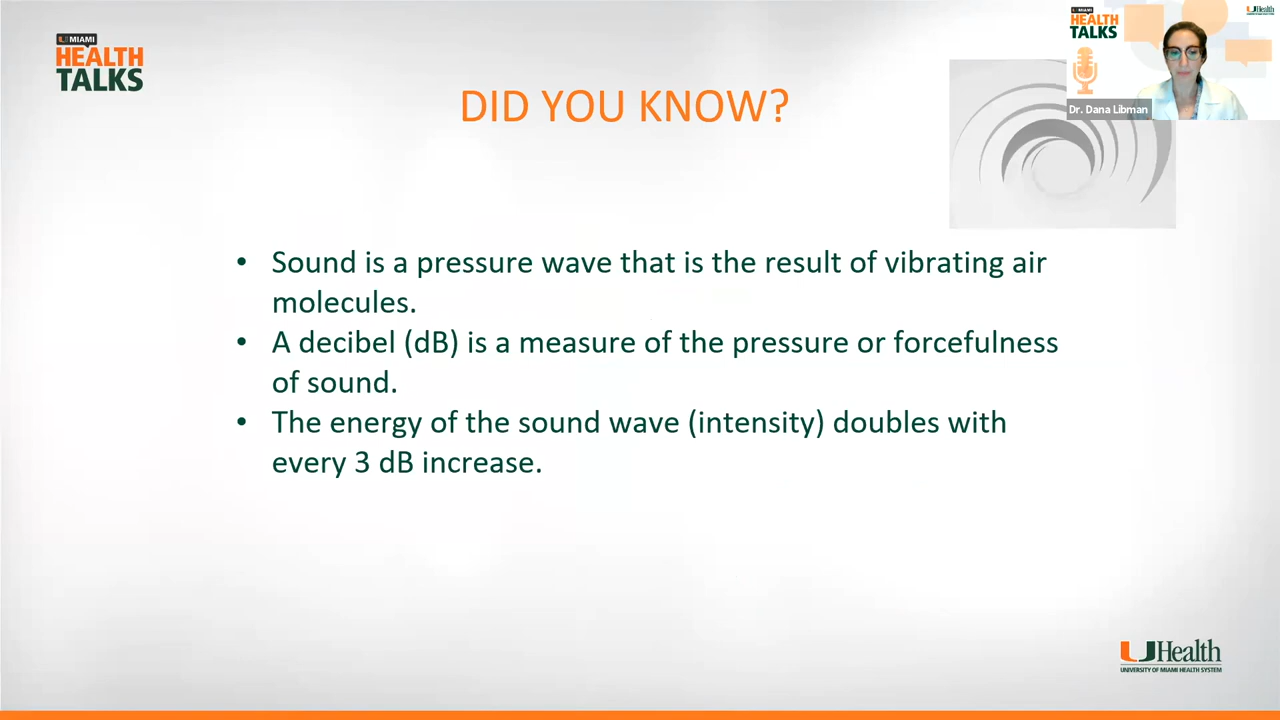 U MIAMI
HEALTH
TALKS
DID YOU KNOW?
U MIAMI
HEALTH
TALKS
UHealth
Dr. Dana Libman
• Sound is a pressure wave that is the result of vibrating air
molecules.
• A decibel (dB) is a measure of the pressure or forcefulness
of sound.
• The energy of the sound wave (intensity) doubles with
every 3 dB increase.
UHealth
UNIVERSITY OF MIAMI HEALTH SYSTEM